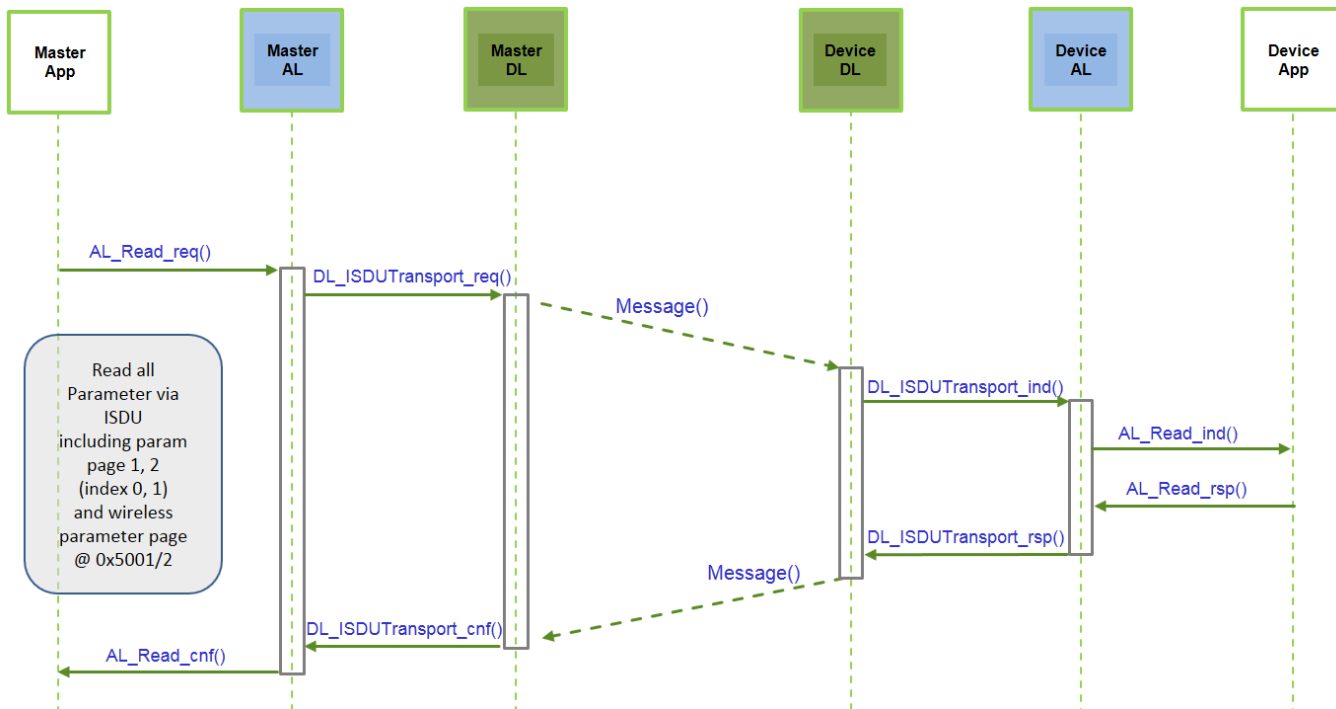 Master
App
Master
AL
Master
DL
Device
DL
Device
AL
Device
App
AL_Read_req()
DL_ISDUTransport_req()
Message()
Read all
Parameter via
ISDU
including param
page 1, 2
(index 0, 1)
and wireless
parameter page
@ 0x5001/2
DL_ISDUTransport_ind()
AL_Read_ind()
AL_Read_rsp()
DL_ISDUTransport_rsp()
Message()
DL_ISDUTransport_cnf()
AL_Read_cnf()